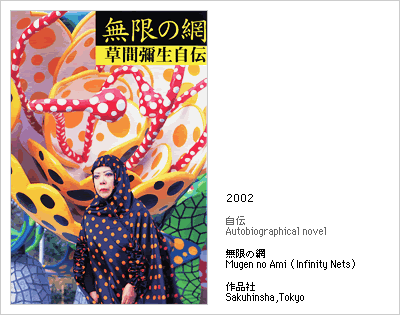 無限の網
草間彌生自伝
2002
自伝
Autobiographical novel
無限の網
Mugen no Ami (Infinity Nets)
作品社
Sakuhinsha,Tokyo